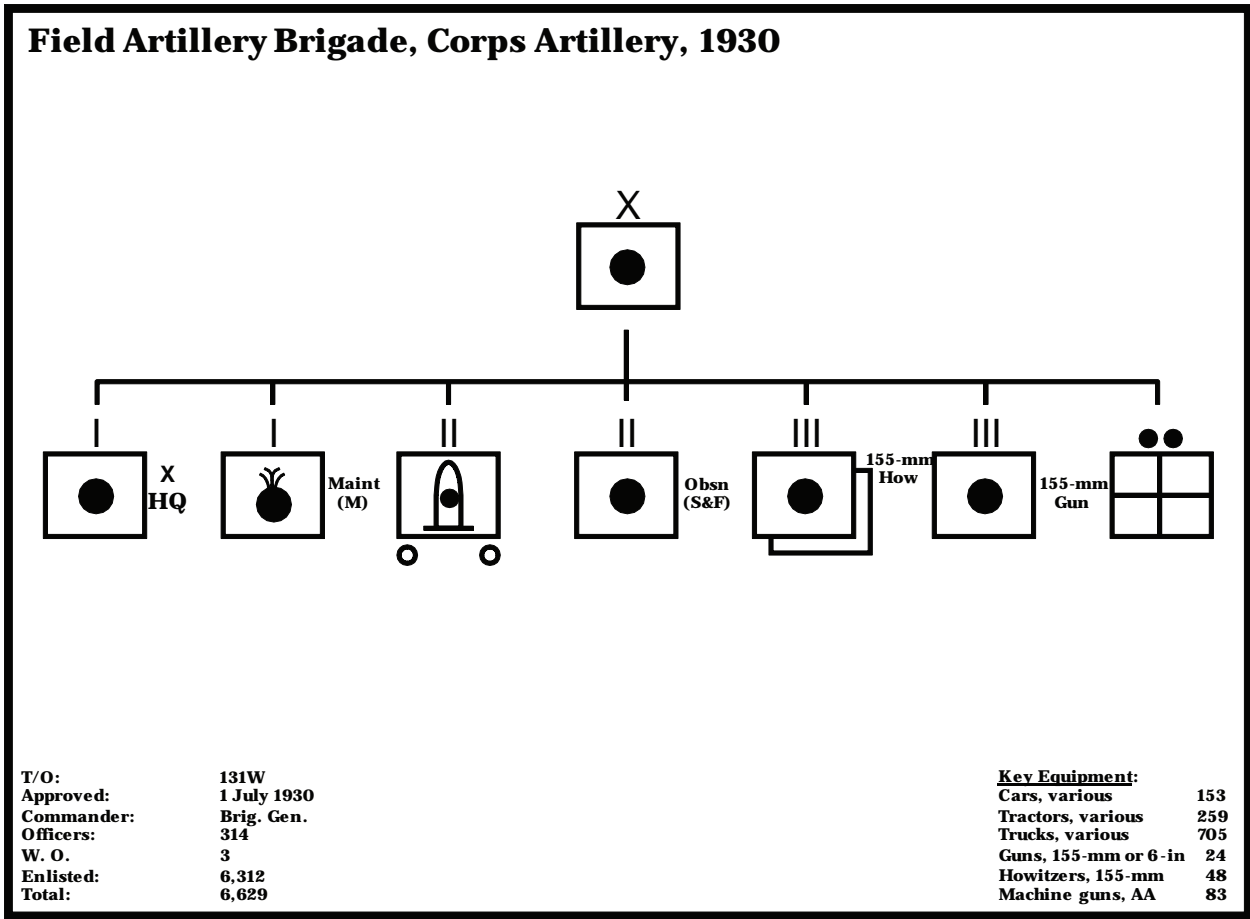 Field Artillery Brigade, Corps Artillery, 1930
X
I
I
II
II
III
III
X
HQ
Maint
(M)
Obsn
(S&F)
155-mm
How
155-mm
Gun
T/O: 131W
Approved: 1 July 1930
Commander: Brig. Gen.
Officers: 314
W. O. 3
Enlisted: 6,312
Total: 6,629
Key Equipment:
Cars, various 153
Tractors, various 259
Trucks, various 705
Guns, 155-mm or 6-in 24
Howitzers, 155-mm 48
Machine guns, AA 83